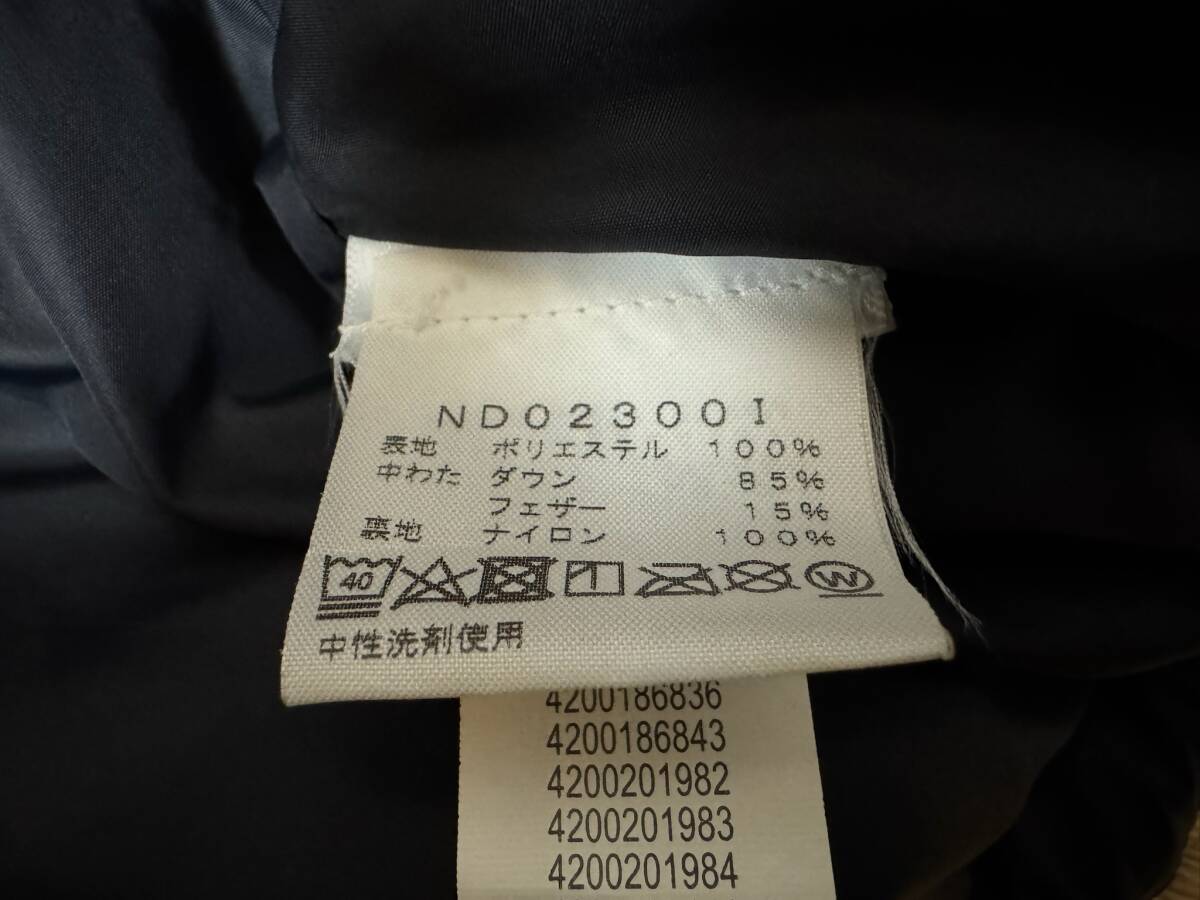 ND02300I
表地 ポリエステル 100%
中わた ダウン 85%
フェザー 15%
裏地 ナイロン 100%
40 1 W
中性洗剤使用
4200186836
4200186843
4200201982
4200201983
4200201984